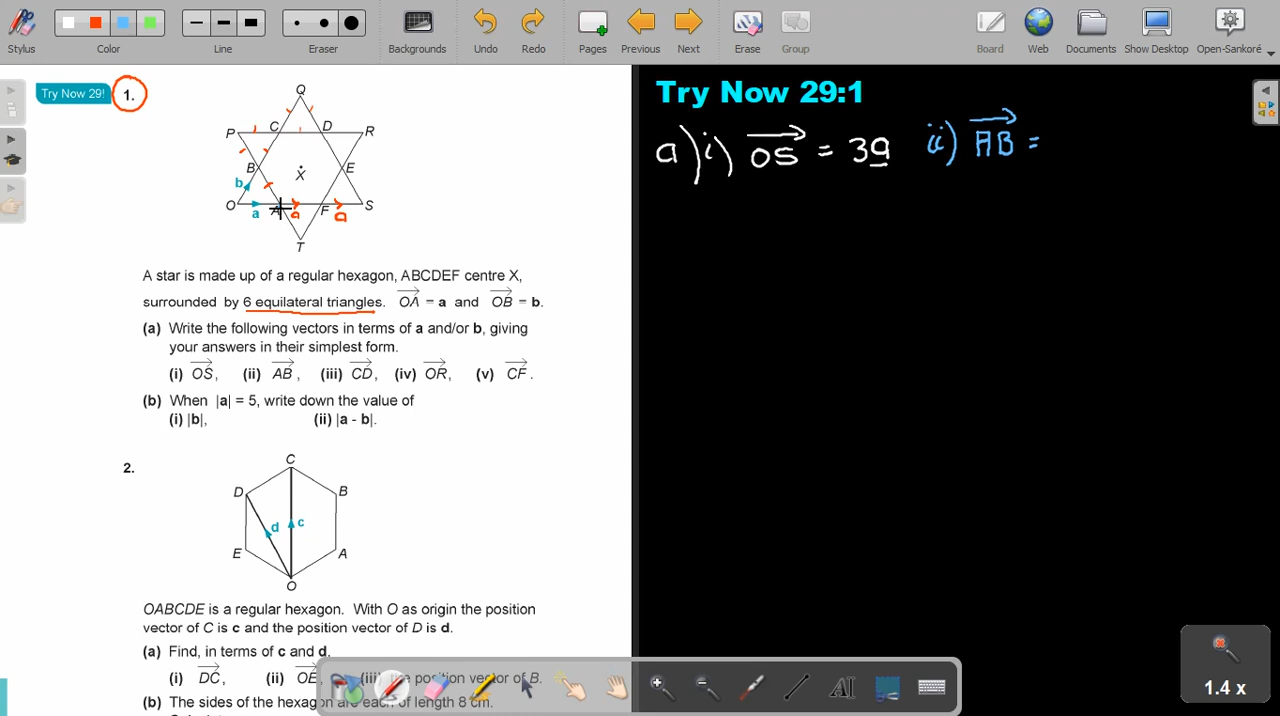 Stylus Color Line Eraser Backgrounds Undo Redo Pages Previous Next Erase Group Board Web Documents Show Desktop Open-Sankoré
Try Now 29! 1.
Q
P C D R
B E
b X
O a A a F a S
T
A star is made up of a regular hexagon, ABCDEF centre X,
surrounded by 6 equilateral triangles. OA = a and OB = b.
(a) Write the following vectors in terms of a and/or b, giving
your answers in their simplest form.
(i) OS, (ii) AB, (iii) CD, (iv) OR, (v) CF.
(b) When |a| = 5, write down the value of
(i) |b|, (ii) |a - b|.
2.
C
D B
d c
E A
O
OABCDE is a regular hexagon. With O as origin the position
vector of C is c and the position vector of D is d.
(a) Find, in terms of c and d.
(i) DC, (ii) OE, position vector of B.
(b) The sides of the hexagon are each of length 8 cm.
Try Now 29:1
a) i) OS = 3a ii) AB =
AI
1.4 x